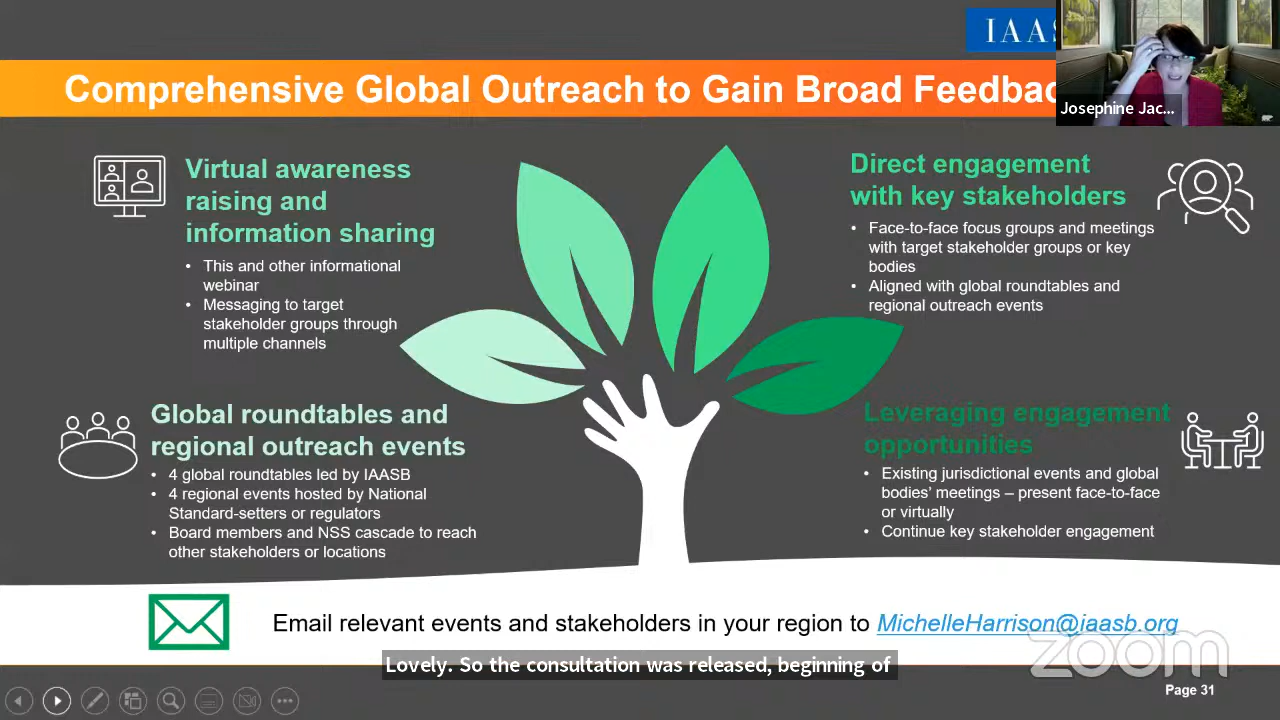 IAAS
Comprehensive Global Outreach to Gain Broad Feedbac
Josephine Jac...
Virtual awareness
raising and
information sharing
• This and other informational
webinar
• Messaging to target
stakeholder groups through
multiple channels
Direct engagement
with key stakeholders
• Face-to-face focus groups and meetings
with target stakeholder groups or key
bodies
• Aligned with global roundtables and
regional outreach events
Global roundtables and
regional outreach events
• 4 global roundtables led by IAASB
• 4 regional events hosted by National
Standard-setters or regulators
• Board members and NSS cascade to reach
other stakeholders or locations
Leveraging engagement
opportunities
• Existing jurisdictional events and global
bodies' meetings – present face-to-face
or virtually
• Continue key stakeholder engagement
Email relevant events and stakeholders in your region to MichelleHarrison@iaasb.org
zoom
Lovely. So the consultation was released, beginning of
Page 31